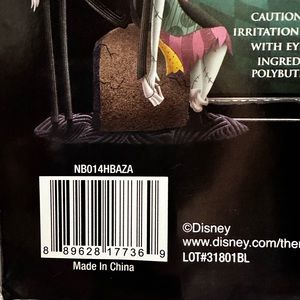 CAUTION
IRRITATION
WITH EY
INGRED
POLYBUT
NB014HBAZA
8 89628 17736 9
Made In China
©Disney
www.disney.com/the
LOT#31801BL